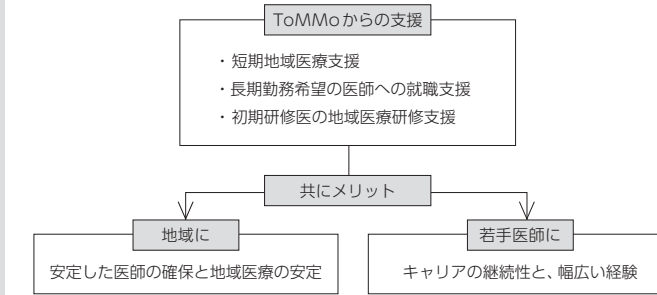 ToMMoからの支援
・短期地域医療支援
・長期勤務希望の医師への就職支援
・初期研修医の地域医療研修支援
共にメリット
地域に
安定した医師の確保と地域医療の安定
若手医師に
キャリアの継続性と、幅広い経験